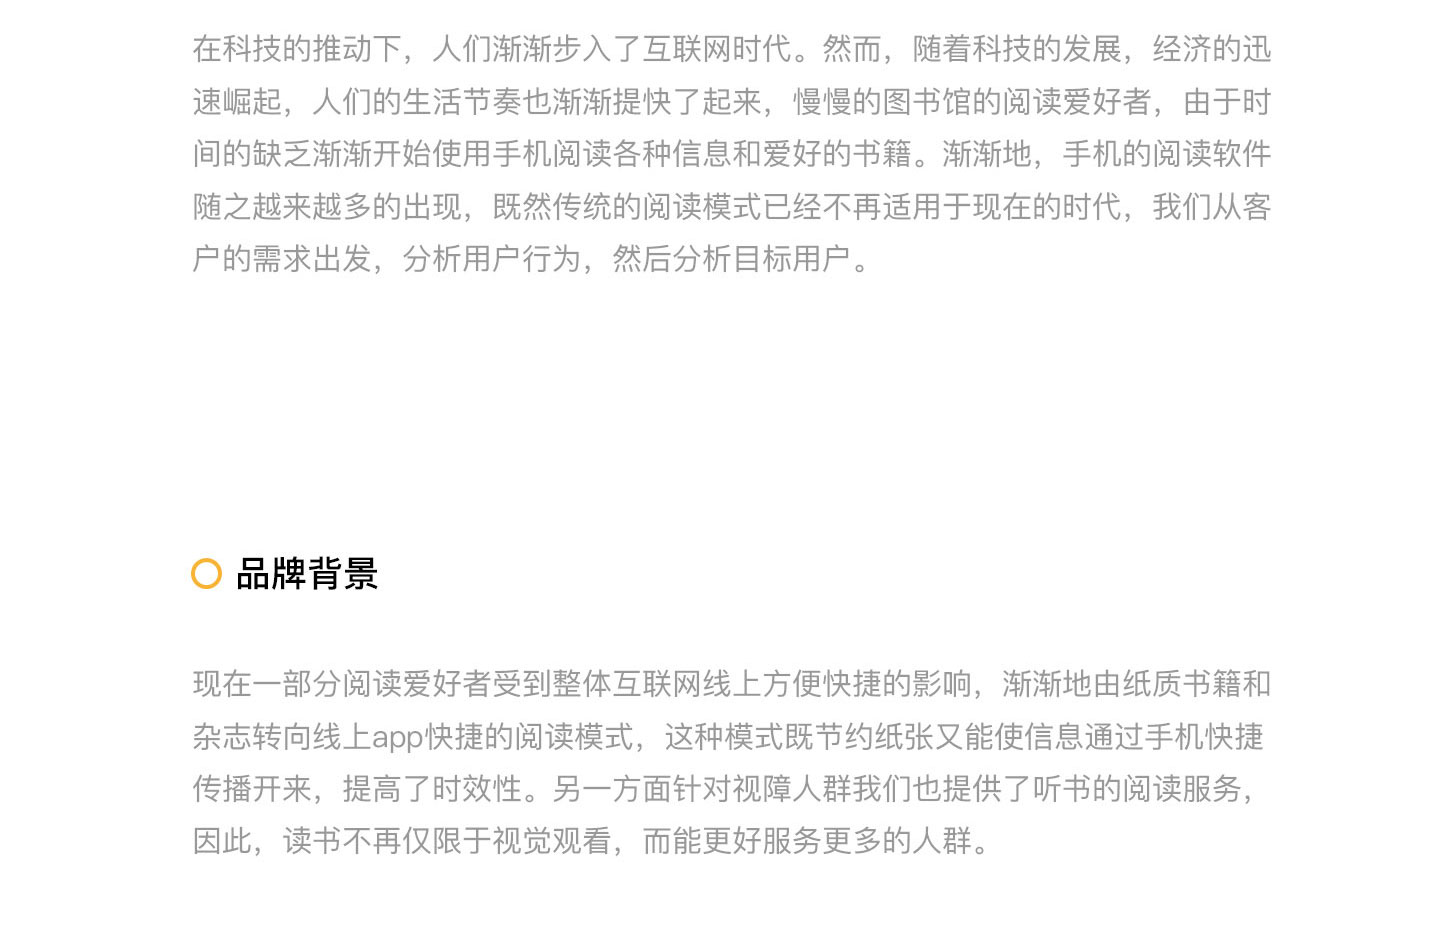 在科技的推动下，人们渐渐步入了互联网时代。然而，随着科技的发展，经济的迅
速崛起，人们的生活节奏也渐渐提快了起来，慢慢的图书馆的阅读爱好者，由于时
间的缺乏渐渐开始使用手机阅读各种信息和爱好的书籍。渐渐地，手机的阅读软件
随之越来越多的出现，既然传统的阅读模式已经不再适用于现在的时代，我们从客
户的需求出发，分析用户行为，然后分析目标用户。
品牌背景
现在一部分阅读爱好者受到整体互联网线上方便快捷的影响，渐渐地由纸质书籍和
杂志转向线上app快捷的阅读模式，这种模式既节约纸张又能使信息通过手机快捷
传播开来，提高了时效性。另一方面针对视障人群我们也提供了听书的阅读服务，
因此，读书不再仅限于视觉观看，而能更好服务更多的人群。